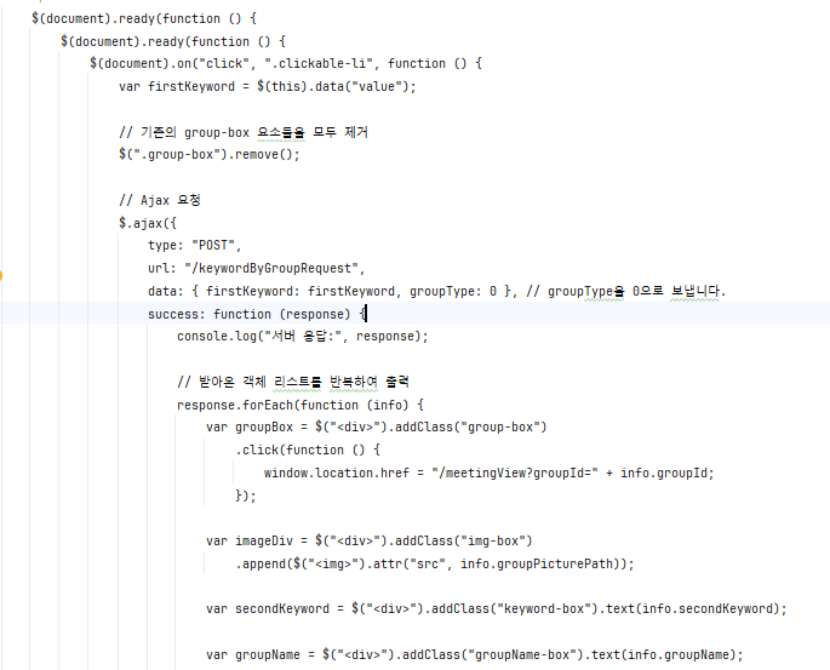 $(document).ready(function () {
$(document).ready(function () {
$(document).on("click", ".clickable-li", function () {
var firstKeyword = $(this).data("value");
// 기존의 group-box 요소들을 모두 제거
$(".group-box").remove();
// Ajax 요청
$.ajax({
type: "POST",
url: "/keywordByGroupRequest",
data: { firstKeyword: firstKeyword, groupType: 0 }, // groupType을 0으로 보냅니다.
success: function (response) {
console.log("서버 응답:", response);
// 받아온 객체 리스트를 반복하여 출력
response.forEach(function (info) {
var groupBox = $("<div>").addClass("group-box")
.click(function () {
window.location.href = "/meetingView?groupId=" + info.groupId;
});
var imageDiv = $("<div>").addClass("img-box")
.append($("<img>").attr("src", info.groupPicturePath));
var secondKeyword = $("<div>").addClass("keyword-box").text(info.secondKeyword);
var groupName = $("<div>").addClass("groupName-box").text(info.groupName);